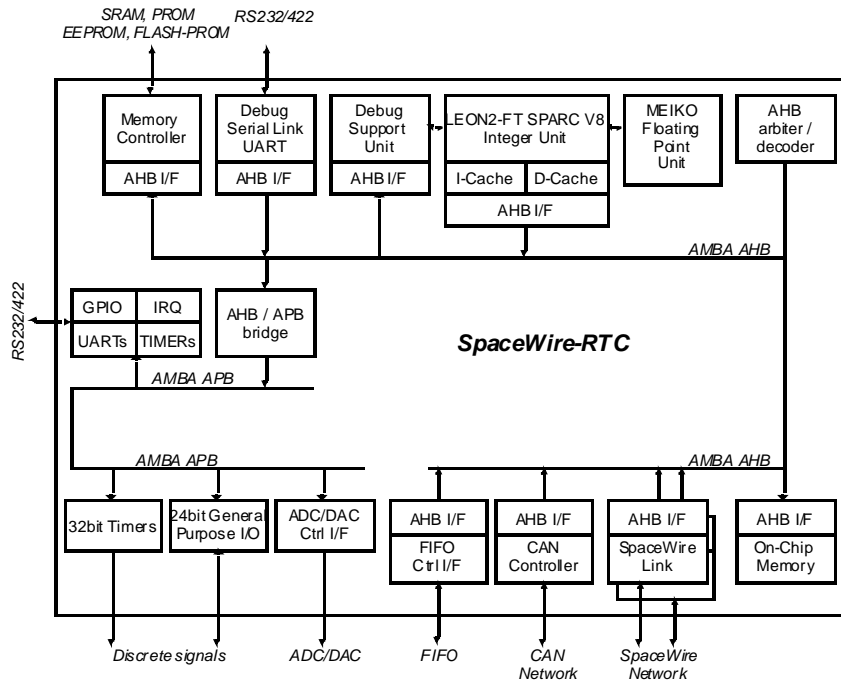 SRAM, PROM
EEPROM, FLASH-PROM
RS232/422
Memory
Controller
AHB I/F
Debug
Serial Link
UART
AHB I/F
Debug
Support
Unit
AHB I/F
LEON2-FT SPARC V8
Integer Unit
I-Cache
D-Cache
AHB I/F
MEIKO
Floating
Point
Unit
AHB
arbiter /
decoder
AMBA AHB
RS232/422
GPIO
IRQ
UARTs
TIMERs
AHB / APB
bridge
SpaceWire-RTC
AMBA APB
AMBA APB
AMBA AHB
32bit Timers
24bit General
Purpose I/O
ADC/DAC
Ctrl I/F
AHB I/F
FIFO
Ctrl I/F
AHB I/F
CAN
Controller
AHB I/F
SpaceWire
Link
AHB I/F
On-Chip
Memory
Discrete signals
ADC/DAC
FIFO
CAN
Network
SpaceWire
Network